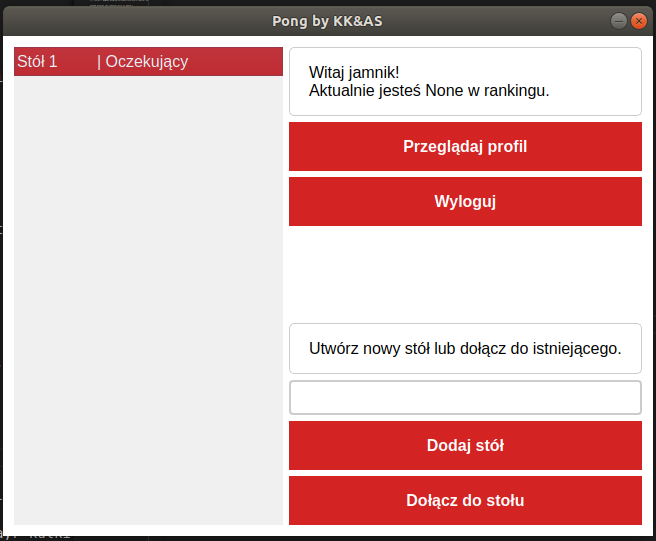 Pong by KK&AS
Stół 1 | Oczekujący
Witaj jamnik!
Aktualnie jesteś None w rankingu.
Przeglądaj profil
Wyloguj
Utwórz nowy stół lub dołącz do istniejącego.
Dodaj stół
Dołącz do stołu